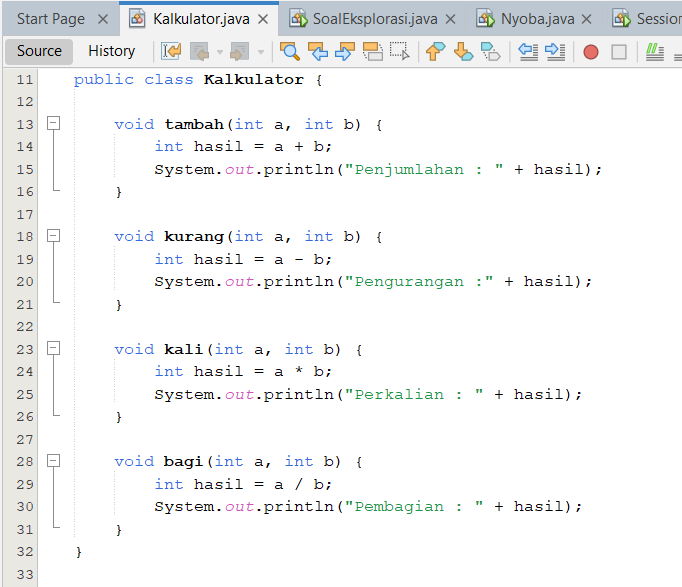 Start Page Kalkulator.java SoalEksplorasi.java Nyoba.java Session
Source History
11 public class Kalkulator {
12
13 void tambah(int a, int b) {
14 int hasil = a + b;
15 System.out.println("Penjumlahan : " + hasil);
16 }
17
18 void kurang(int a, int b) {
19 int hasil = a - b;
20 System.out.println("Pengurangan :" + hasil);
21 }
22
23 void kali(int a, int b) {
24 int hasil = a * b;
25 System.out.println("Perkalian : " + hasil);
26 }
27
28 void bagi(int a, int b) {
29 int hasil = a / b;
30 System.out.println("Pembagian : " + hasil);
31 }
32 }
33